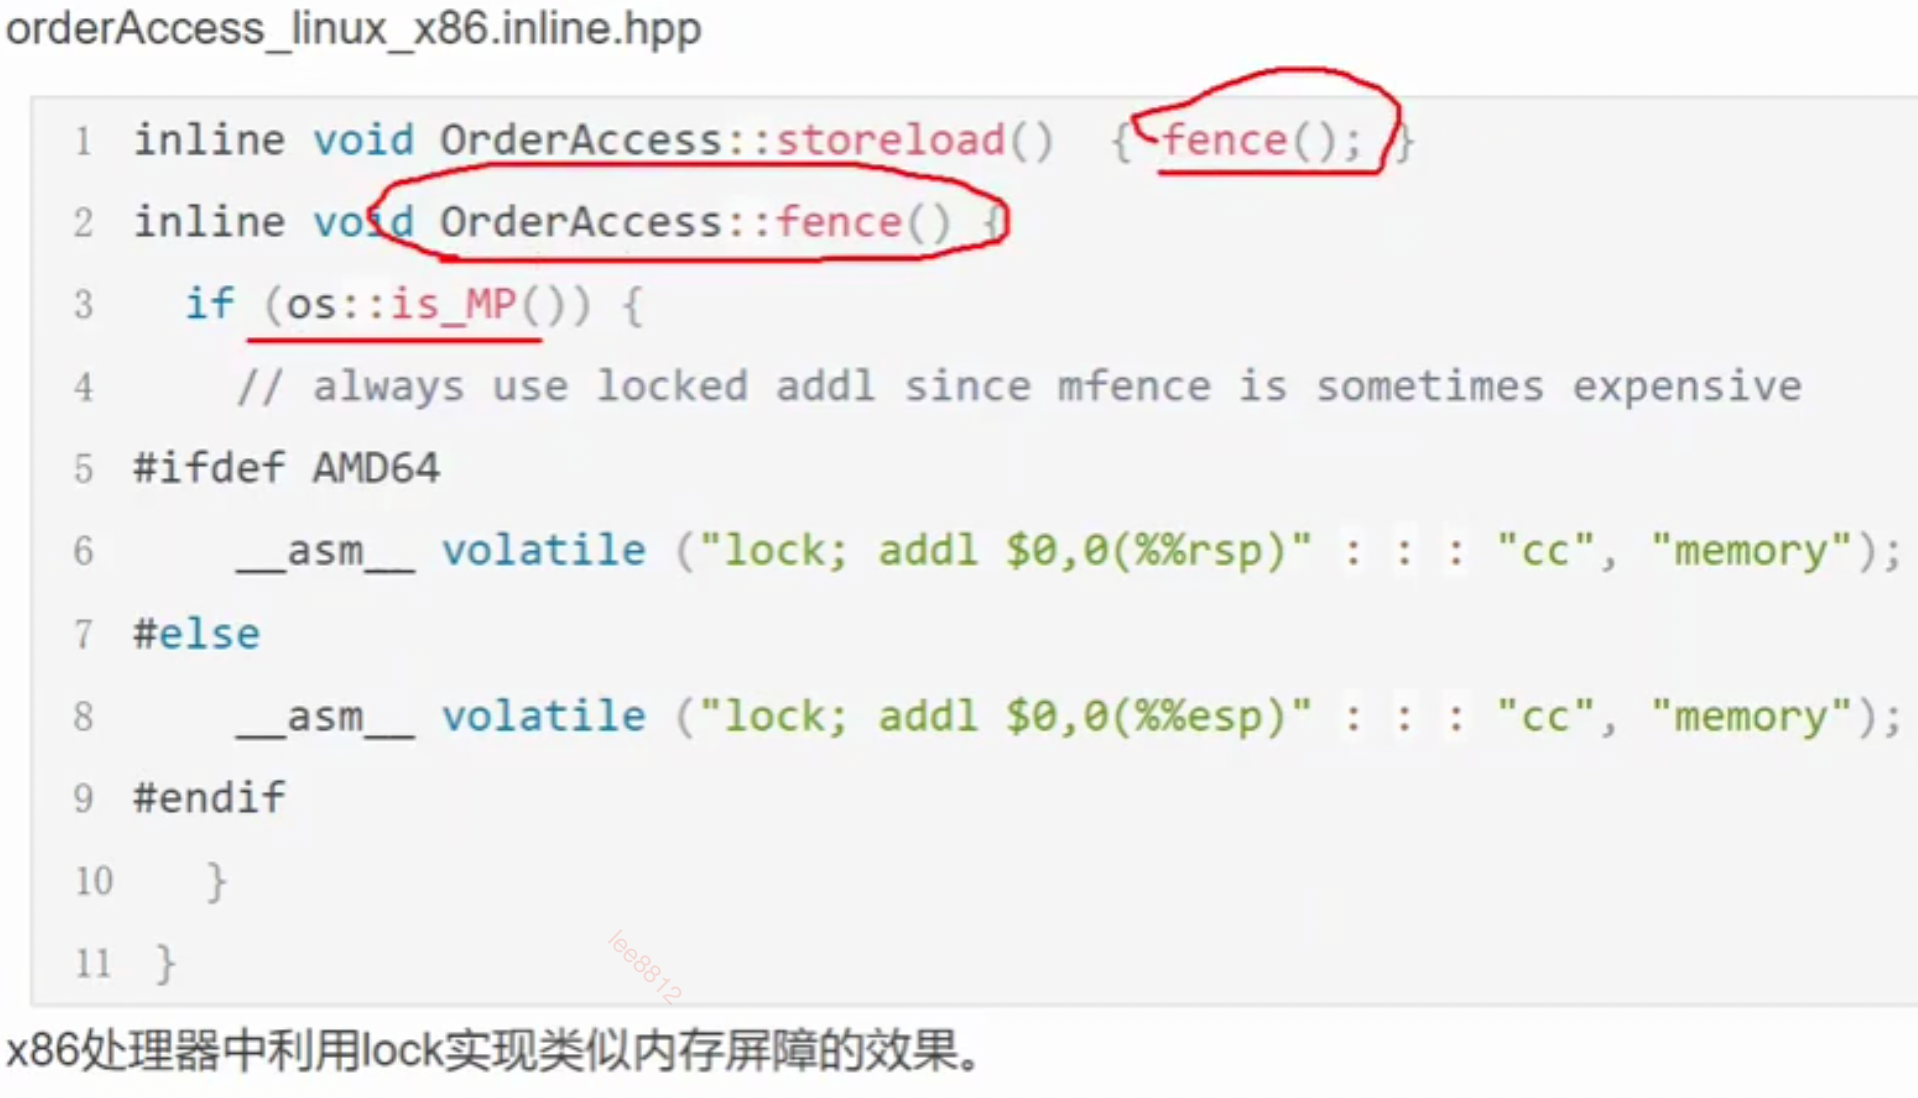 orderAccess_linux_x86.inline.hpp
1 inline void OrderAccess::storeload() { fence(); }
2 inline void OrderAccess::fence() {
3 if (os::is_MP()) {
4 // always use locked addl since mfence is sometimes expensive
5 #ifdef AMD64
6 __asm__ volatile ("lock; addl $0,0(%%rsp)" : : : "cc", "memory");
7 #else
8 __asm__ volatile ("lock; addl $0,0(%%esp)" : : : "cc", "memory");
9 #endif
10 }
11 }
lee8812
x86处理器中利用lock实现类似内存屏障的效果。